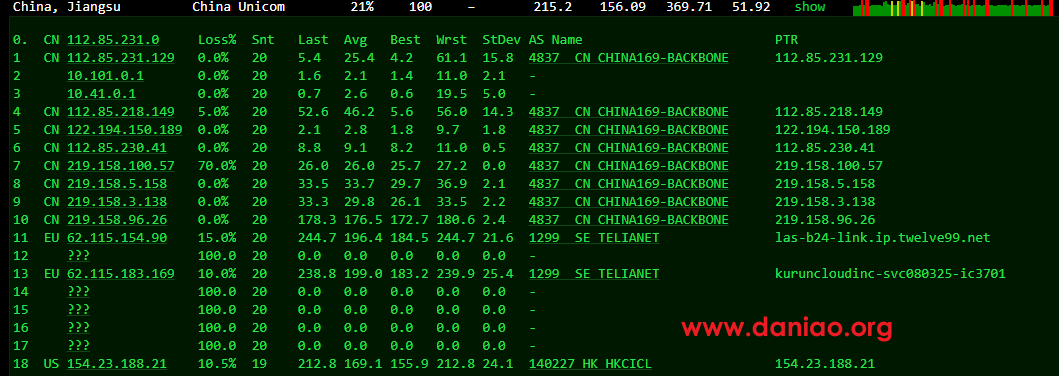 China, Jiangsu China Unicom 21% 100 – 215.2 156.09 369.71 51.92 show
0. CN 112.85.231.0 Loss% Snt Last Avg Best Wrst StDev AS Name PTR
1 CN 112.85.231.129 0.0% 20 5.4 25.4 4.2 61.1 15.8 4837 CN CHINA169-BACKBONE 112.85.231.129
2 10.101.0.1 0.0% 20 1.6 2.1 1.4 11.0 2.1 -
3 10.41.0.1 0.0% 20 0.7 2.6 0.6 19.5 5.0 -
4 CN 112.85.218.149 5.0% 20 52.6 46.2 5.6 56.0 14.3 4837 CN CHINA169-BACKBONE 112.85.218.149
5 CN 122.194.150.189 0.0% 20 2.1 2.8 1.8 9.7 1.8 4837 CN CHINA169-BACKBONE 122.194.150.189
6 CN 112.85.230.41 0.0% 20 8.8 9.1 8.2 11.0 0.5 4837 CN CHINA169-BACKBONE 112.85.230.41
7 CN 219.158.100.57 70.0% 20 26.0 26.0 25.7 27.2 0.0 4837 CN CHINA169-BACKBONE 219.158.100.57
8 CN 219.158.5.158 0.0% 20 33.5 33.7 29.7 36.9 2.1 4837 CN CHINA169-BACKBONE 219.158.5.158
9 CN 219.158.3.138 0.0% 20 33.3 29.8 26.1 33.5 2.2 4837 CN CHINA169-BACKBONE 219.158.3.138
10 CN 219.158.96.26 0.0% 20 178.3 176.5 172.7 180.6 2.4 4837 CN CHINA169-BACKBONE 219.158.96.26
11 EU 62.115.154.90 15.0% 20 244.7 196.4 184.5 244.7 21.6 1299 SE TELIANET las-b24-link.ip.twelve99.net
12 ??? 100.0 20 0.0 0.0 0.0 0.0 0.0 -
13 EU 62.115.183.169 10.0% 20 238.8 199.0 183.2 239.9 25.4 1299 SE TELIANET kuruncloudinc-svc080325-ic3701
14 ??? 100.0 20 0.0 0.0 0.0 0.0 0.0 -
15 ??? 100.0 20 0.0 0.0 0.0 0.0 0.0 -
16 ??? 100.0 20 0.0 0.0 0.0 0.0 0.0 -
17 ??? 100.0 20 0.0 0.0 0.0 0.0 0.0 -
www.daniao.org
18 US 154.23.188.21 10.5% 19 212.8 169.1 155.9 212.8 24.1 140227 HK HKCICL 154.23.188.21